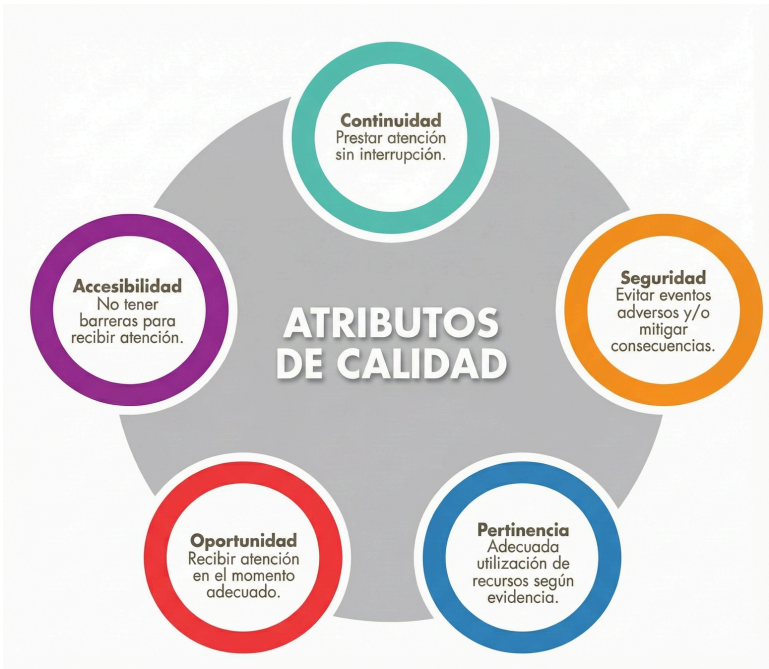 Continuidad
Prestar atención
sin interrupción.
Accesibilidad
No tener
barreras para
recibir atención.
Seguridad
Evitar eventos
adversos y/o
mitigar
consecuencias.
ATRIBUTOS
DE CALIDAD
Oportunidad
Recibir atención
en el momento
adecuado.
Pertinencia
Adecuada
utilización de
recursos según
evidencia.